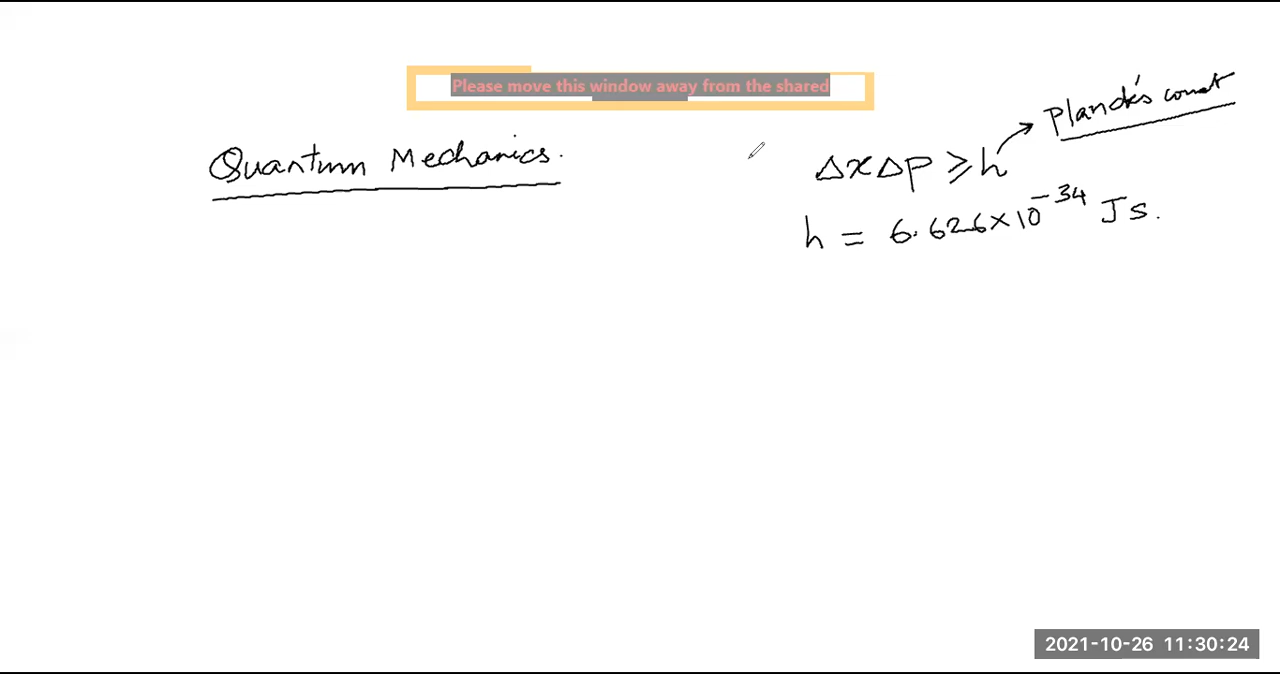 Please move this window away from the shared
Planck's const
Quantum Mechanics.
ΔxΔp ≥ h
h = 6.626×10⁻³⁴ Js.
2021-10-26 11:30:24